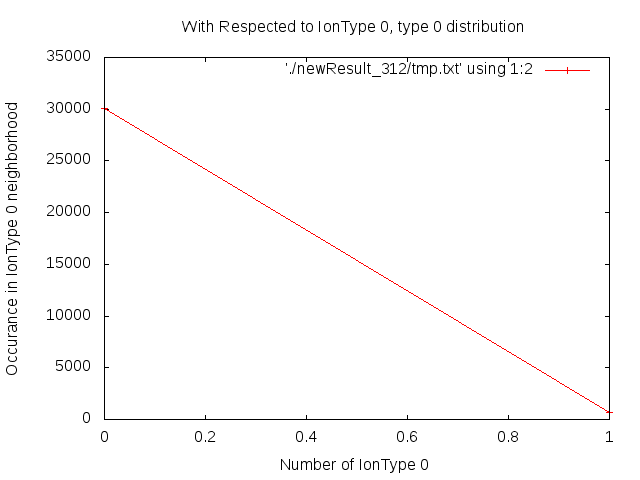 With Respected to IonType 0, type 0 distribution
'./newResult_312/tmp.txt' using 1:2
35000
30000
25000
20000
15000
10000
5000
0
Occurance in IonType 0 neighborhood
0 0.2 0.4 0.6 0.8 1
Number of IonType 0